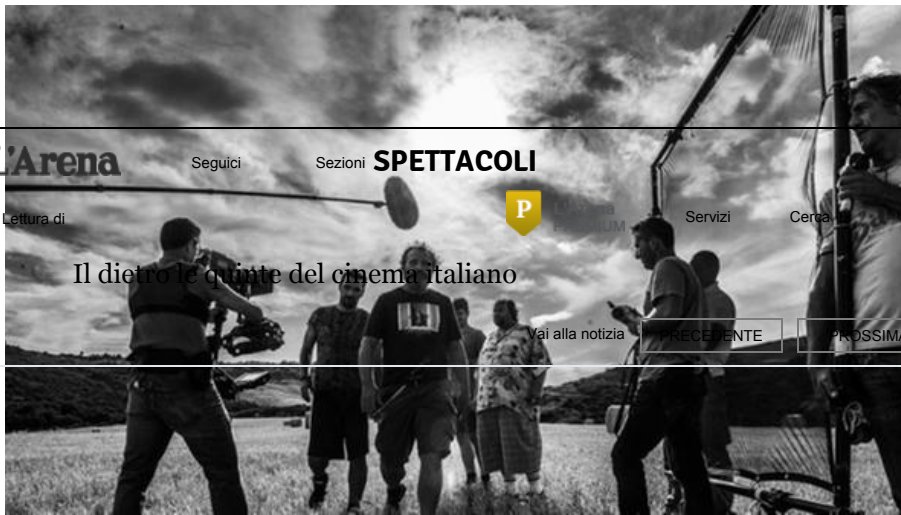 L'Arena
Seguici
Sezioni
SPETTACOLI
Lettura di
P
Servizi
Cerca
Il dietro le quinte del cinema italiano
Vai alla notizia
PRECEDENTE
PROSSIMA